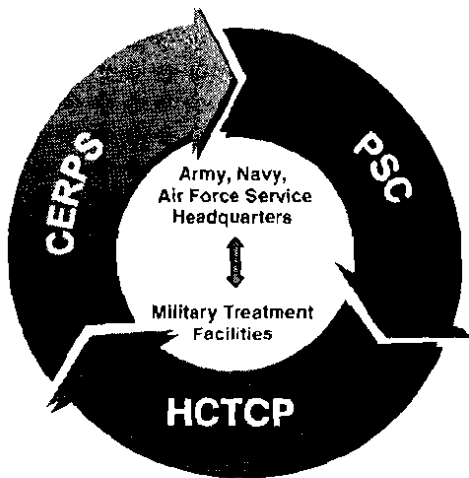 CERPS
PSC
Army, Navy,
Air Force Service
Headquarters
Military Treatment
Facilities
HCTCP